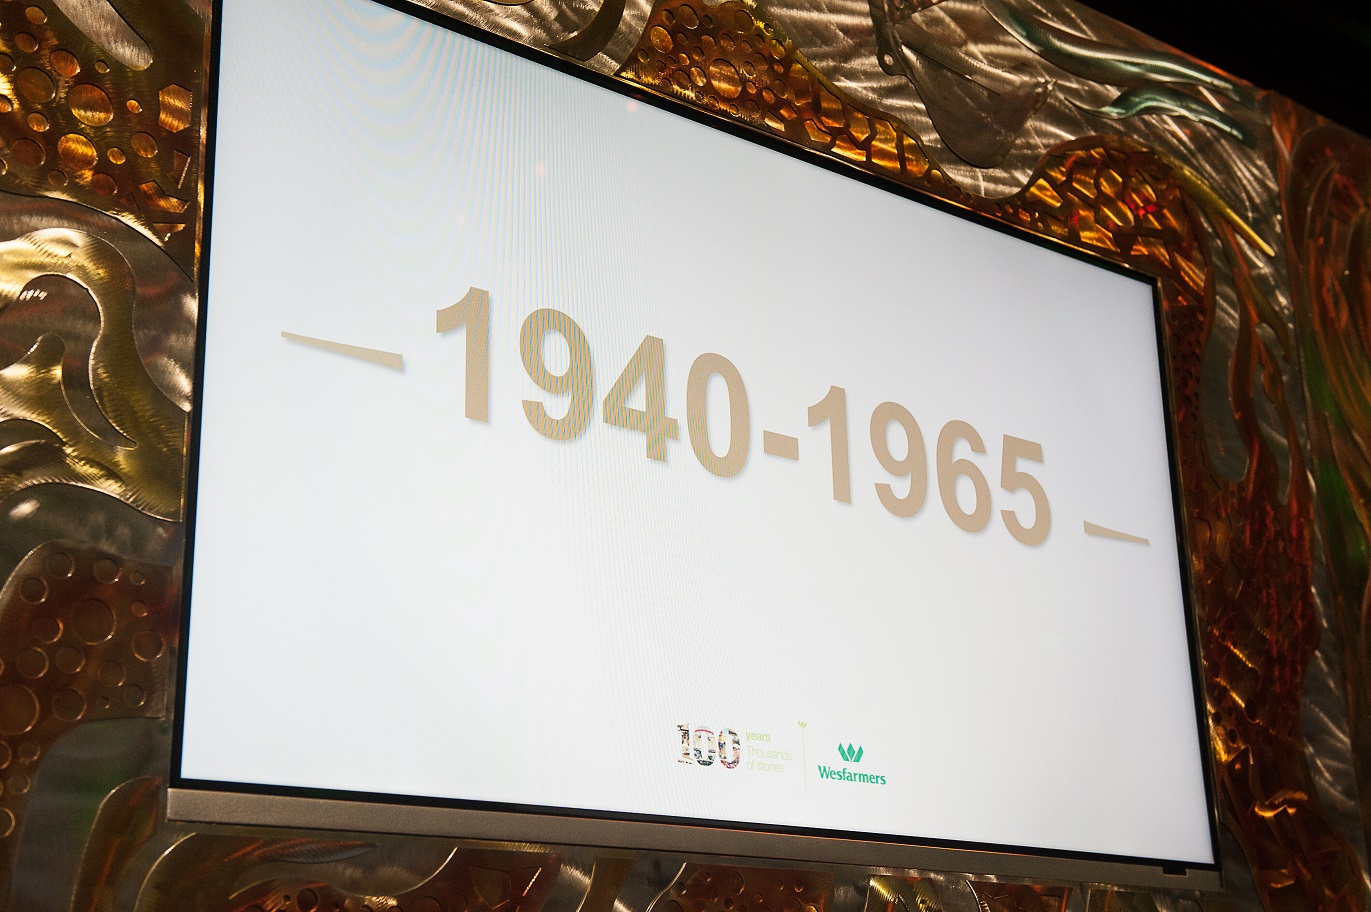 1940-1965
100 years
Thousands
of stories
Wesfarmers